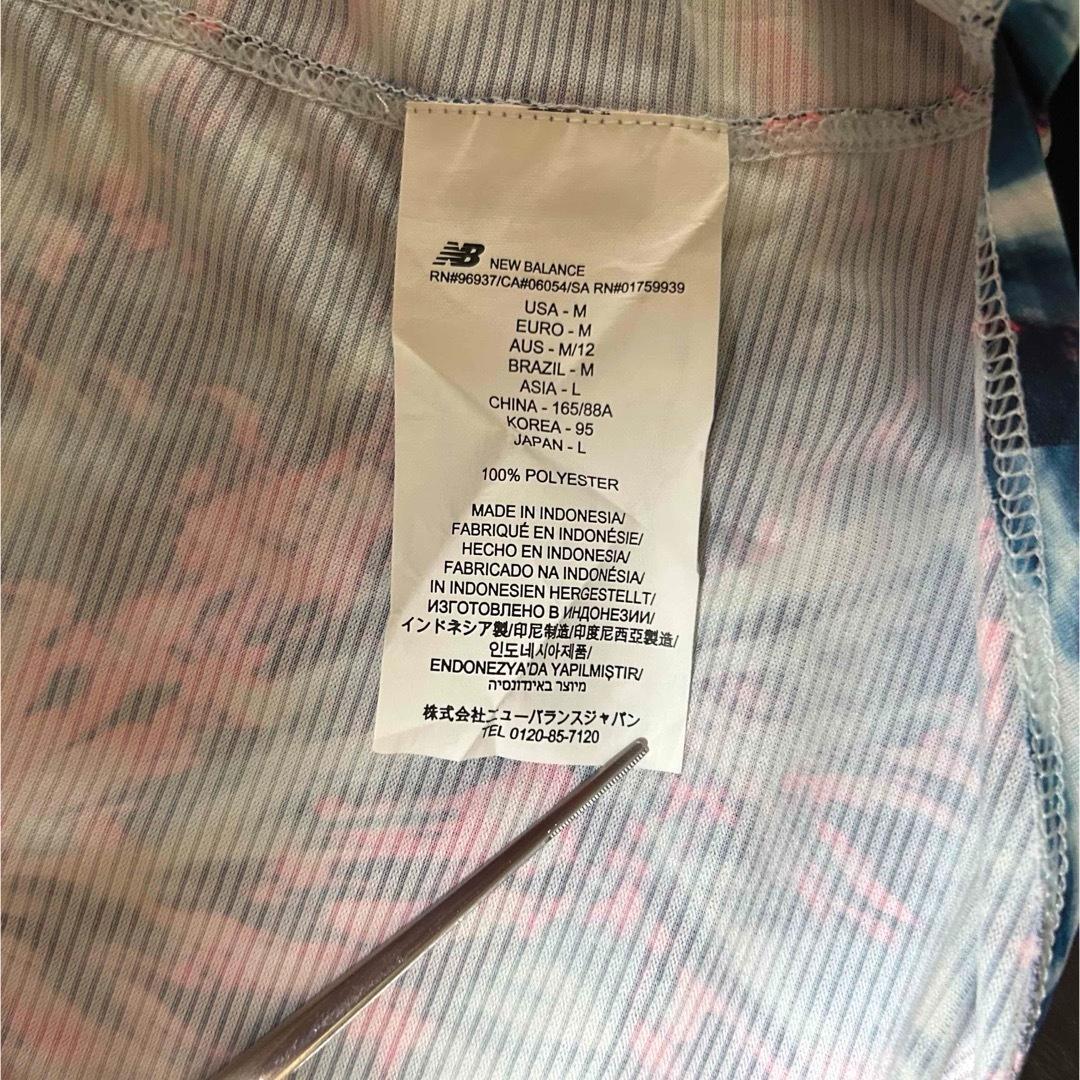 NB NEW BALANCE
RN#96937/CA#06054/SA RN#01759939
USA - M
EURO - M
AUS - M/12
BRAZIL - M
ASIA - L
CHINA - 165/88A
KOREA - 95
JAPAN - L
100% POLYESTER
MADE IN INDONESIA/
FABRIQUÉ EN INDONÉSIE/
HECHO EN INDONESIA/
FABRICADO NA INDONÉSIA/
IN INDONESIEN HERGESTELLT/
ИЗГОТОВЛЕНО В ИНДОНЕЗИИ/
インドネシア製/印尼制造/印度尼西亞製造/
인도네시아제품/
ENDONEZYA'DA YAPILMIŞTIR/
מיוצר באינדונסיה
株式会社ニューバランスジャパン
TEL 0120-85-7120